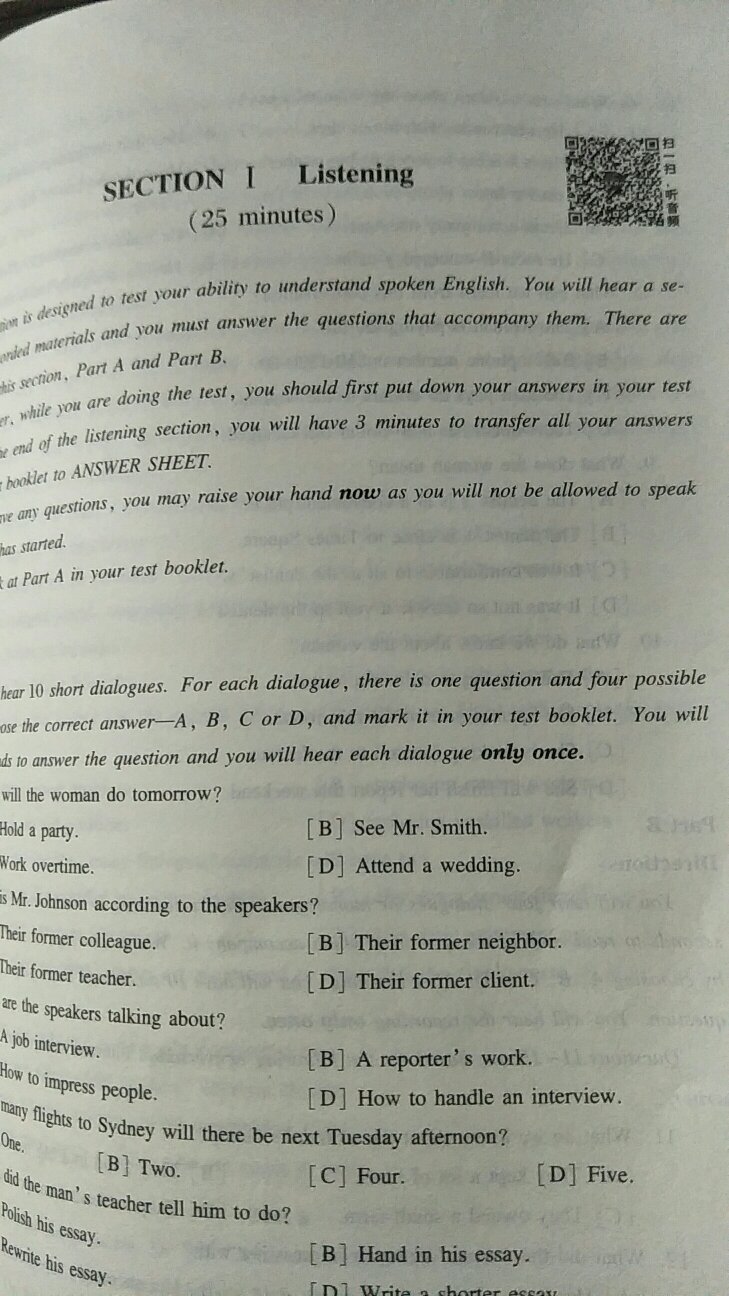 SECTION I Listening
(25 minutes)
扫一扫,听音频
is designed to test your ability to understand spoken English. You will hear a se-
materials and you must answer the questions that accompany them. There are
this section, Part A and Part B.
while you are doing the test, you should first put down your answers in your test
end of the listening section, you will have 3 minutes to transfer all your answers
booklet to ANSWER SHEET.
any questions, you may raise your hand now as you will not be allowed to speak
has started.
at Part A in your test booklet.
hear 10 short dialogues. For each dialogue, there is one question and four possible
the correct answer—A, B, C or D, and mark it in your test booklet. You will
to answer the question and you will hear each dialogue only once.
will the woman do tomorrow?
Hold a party. [B] See Mr. Smith.
Work overtime. [D] Attend a wedding.
is Mr. Johnson according to the speakers?
Their former colleague. [B] Their former neighbor.
Their former teacher. [D] Their former client.
are the speakers talking about?
A job interview. [B] A reporter's work.
How to impress people. [D] How to handle an interview.
many flights to Sydney will there be next Tuesday afternoon?
One. [B] Two. [C] Four. [D] Five.
did the man's teacher tell him to do?
Polish his essay. [B] Hand in his essay.
Rewrite his essay. [D] Write a shorter essay.